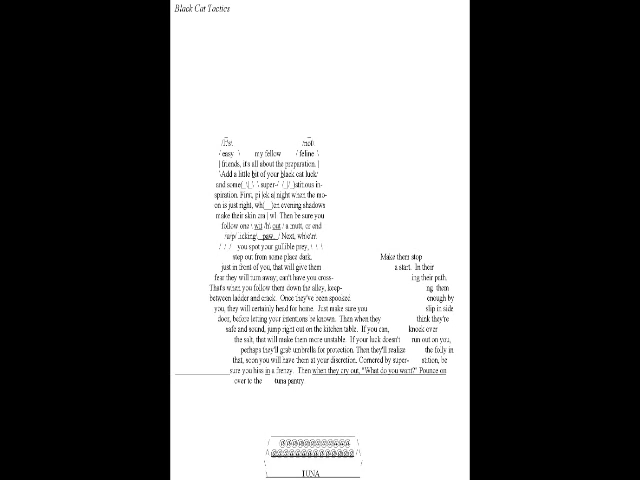 Black Cat Tactics
It's not
easy my fellow feline
friends, it's all about the preparation.
Add a little bit of your black cat luck
and some super- stitious in-
spiration. First, pick a night when the mo-
on is just right, when evening shadows
make their skin crawl. Then be sure you
follow one without a mutt, or end
up licking paw. Next, when
you spot your gullible prey,
step out from some place dark, Make them stop
just in front of you, that will give them a start. In their
fear they will turn away; can't have you cross- ing their path.
That's when you follow them down the alley, keep- ing them
between ladder and crack. Once they've been spooked enough by
you, they will certainly head for home. Just make sure you slip in side
door, before letting your intentions be known. Then when they think they're
safe and sound, jump right out on the kitchen table. If you can, knock over
the salt, that will make them more unstable. If your luck doesn't run out on you,
perhaps they'll grab umbrella for protection. Then they'll realize the folly in
that, soon you will have them at your discretion. Cornered by super- stition, be
sure you hiss in a frenzy. Then when they cry out, "What do you want?" Pounce on
over to the tuna pantry.
@@@@@@@@@@@@
@@@@@@@@@@@@@@
TUNA